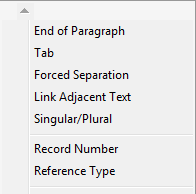 End of Paragraph
Tab
Forced Separation
Link Adjacent Text
Singular/Plural
Record Number
Reference Type